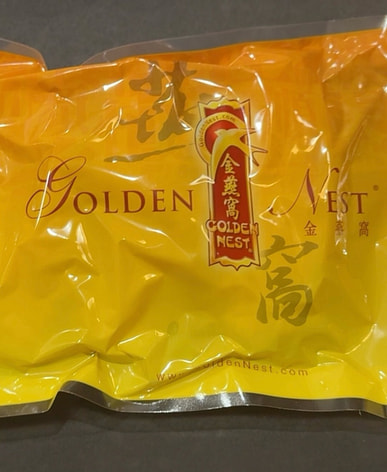 燕
GOLDEN NEST®
金燕窩
金燕窩
GOLDEN
NEST
窩
www.GoldenNest.com